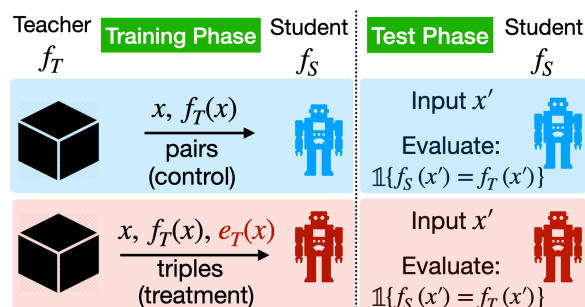 Teacher Training Phase Student Test Phase Student
f_T f_S f_S
x, f_T(x)
pairs
(control)
Input x′
Evaluate:
𝟙{f_S(x′) = f_T(x′)}
x, f_T(x), e_T(x)
triples
(treatment)
Input x′
Evaluate:
𝟙{f_S(x′) = f_T(x′)}